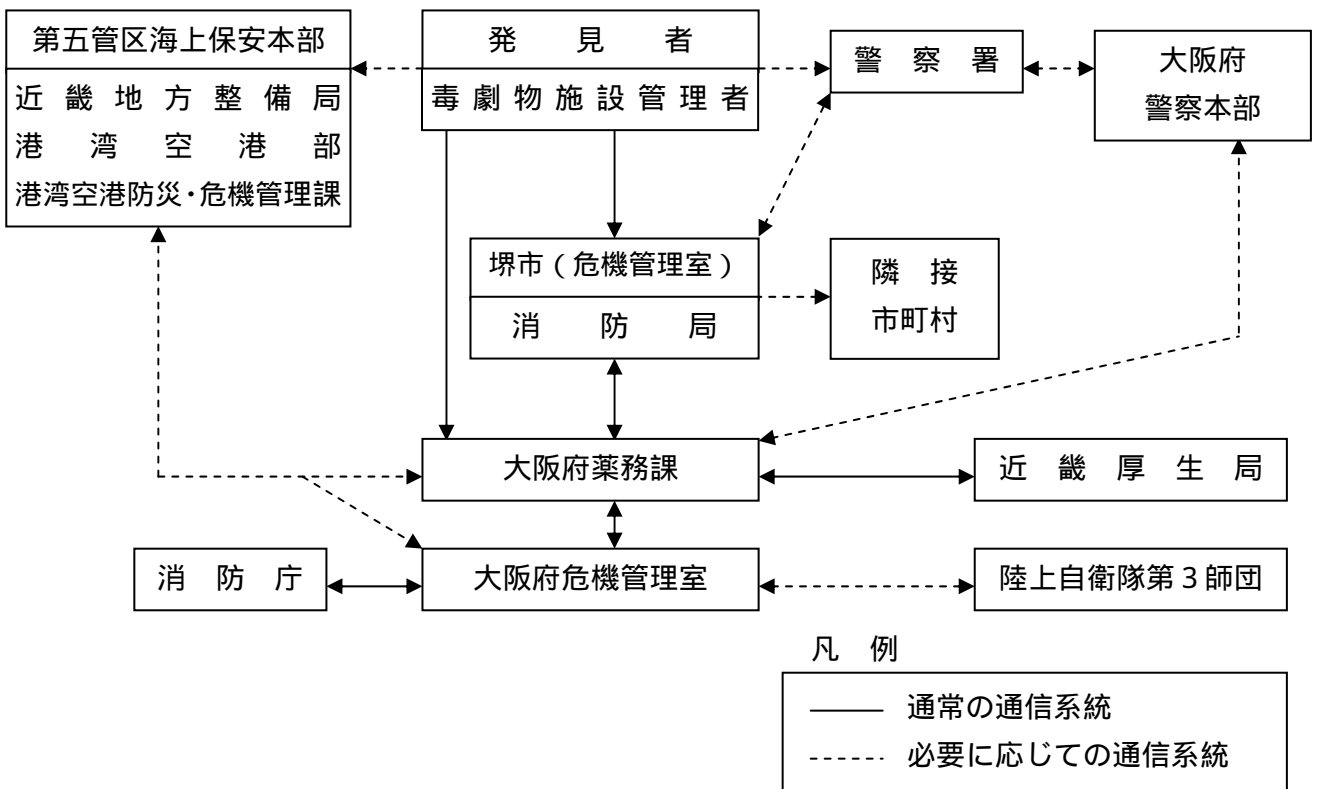 第五管区海上保安本部
近畿地方整備局
港湾空港部
港湾空港防災・危機管理課
発見者
毒劇物施設管理者
警察署
大阪府
警察本部
堺市（危機管理室）
消防局
隣接
市町村
大阪府薬務課
近畿厚生局
消防庁
大阪府危機管理室
陸上自衛隊第３師団
凡例
通常の通信系統
必要に応じての通信系統